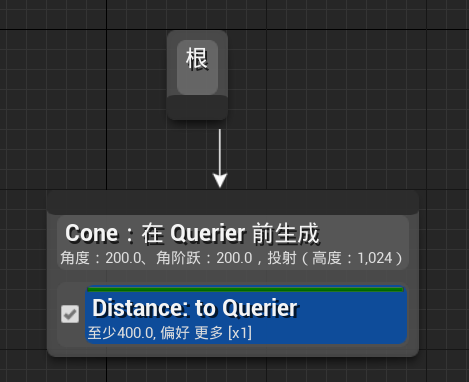 根
Cone：在 Querier 前生成
角度：200.0、角阶跃：200.0，投射（高度：1,024）
Distance: to Querier
至少400.0, 偏好 更多 [x1]